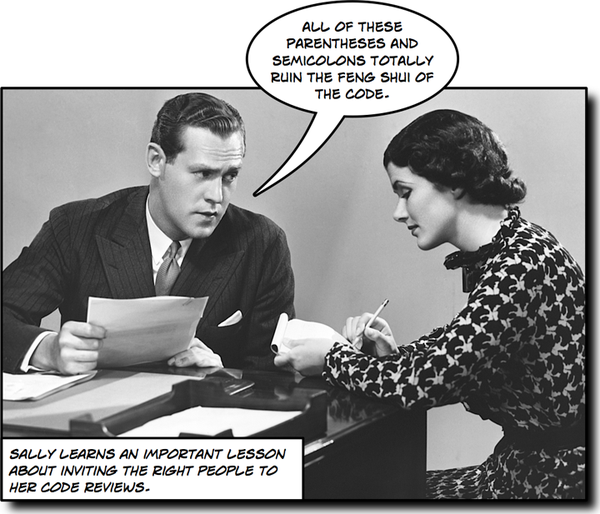 ALL OF THESE
PARENTHESES AND
SEMICOLONS TOTALLY
RUIN THE FENG SHUI OF
THE CODE.
SALLY LEARNS AN IMPORTANT LESSON
ABOUT INVITING THE RIGHT PEOPLE TO
HER CODE REVIEWS.